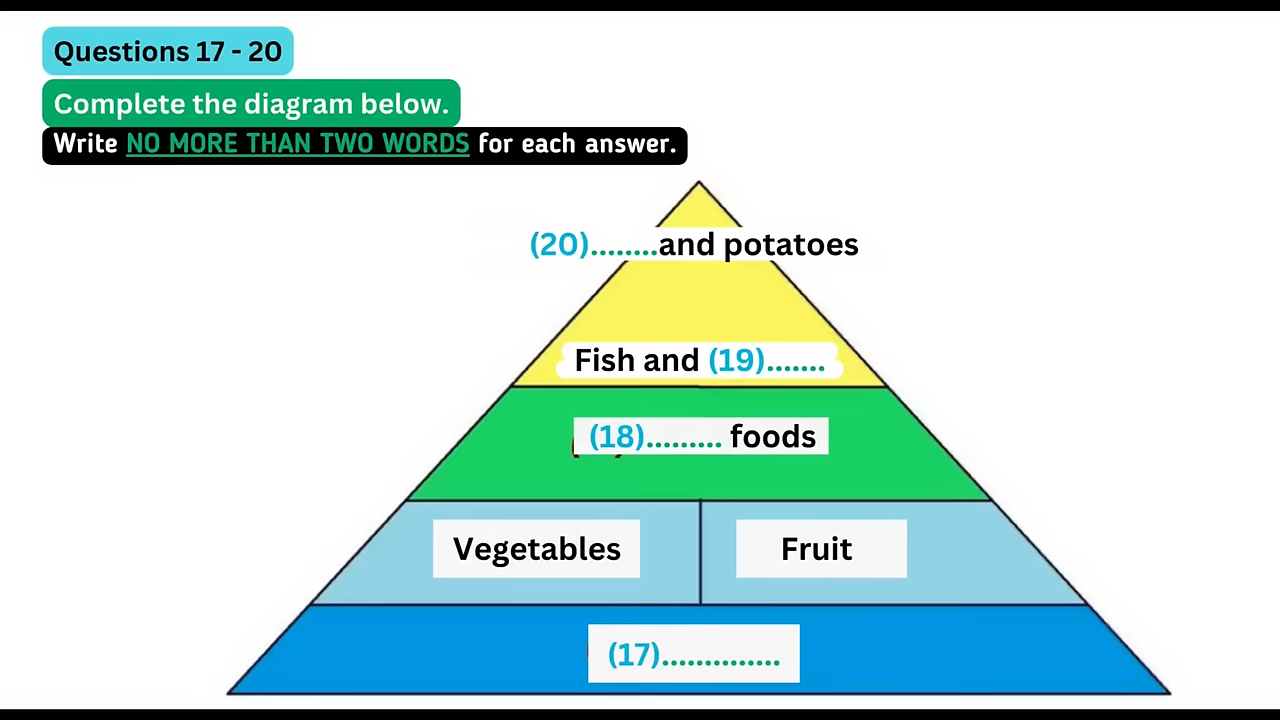 Questions 17 - 20
Complete the diagram below.
Write NO MORE THAN TWO WORDS for each answer.
(20)........and potatoes
Fish and (19).......
(18)......... foods
Vegetables
Fruit
(17)..............